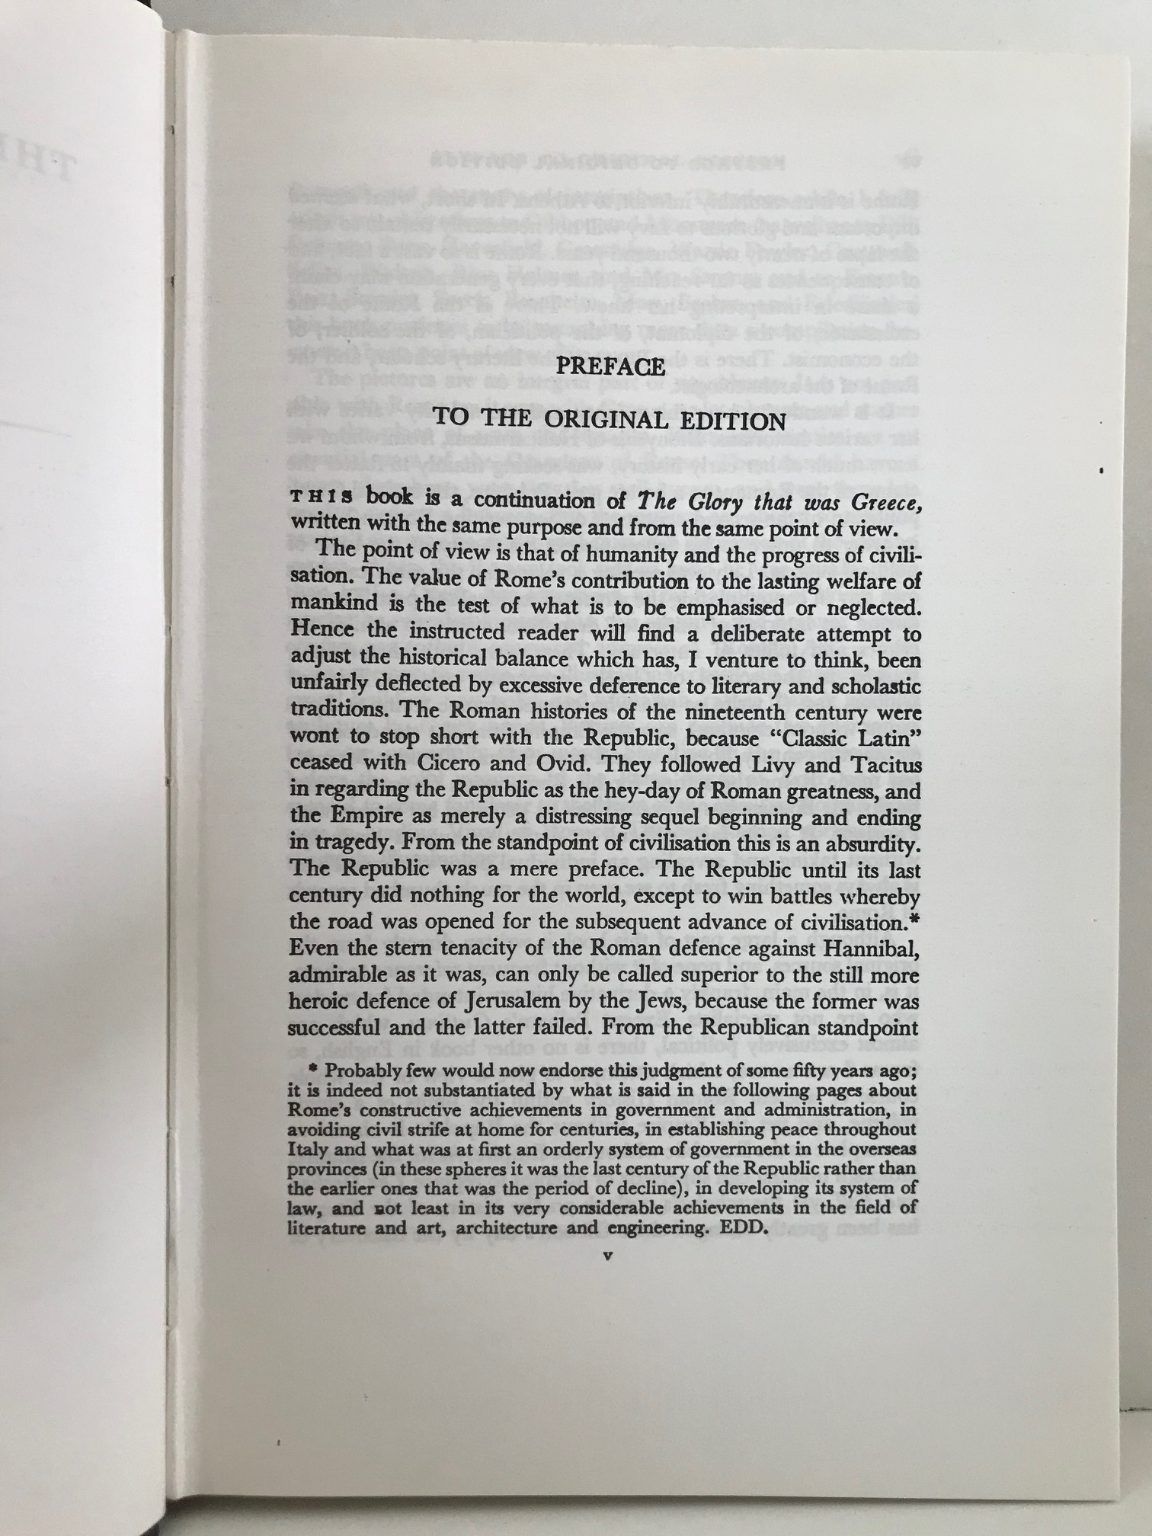 PREFACE
TO THE ORIGINAL EDITION
THIS book is a continuation of The Glory that was Greece,
written with the same purpose and from the same point of view.
The point of view is that of humanity and the progress of civili-
sation. The value of Rome's contribution to the lasting welfare of
mankind is the test of what is to be emphasised or neglected.
Hence the instructed reader will find a deliberate attempt to
adjust the historical balance which has, I venture to think, been
unfairly deflected by excessive deference to literary and scholastic
traditions. The Roman histories of the nineteenth century were
wont to stop short with the Republic, because “Classic Latin”
ceased with Cicero and Ovid. They followed Livy and Tacitus
in regarding the Republic as the hey-day of Roman greatness, and
the Empire as merely a distressing sequel beginning and ending
in tragedy. From the standpoint of civilisation this is an absurdity.
The Republic was a mere preface. The Republic until its last
century did nothing for the world, except to win battles whereby
the road was opened for the subsequent advance of civilisation.*
Even the stern tenacity of the Roman defence against Hannibal,
admirable as it was, can only be called superior to the still more
heroic defence of Jerusalem by the Jews, because the former was
successful and the latter failed. From the Republican standpoint
* Probably few would now endorse this judgment of some fifty years ago;
it is indeed not substantiated by what is said in the following pages about
Rome's constructive achievements in government and administration, in
avoiding civil strife at home for centuries, in establishing peace throughout
Italy and what was at first an orderly system of government in the overseas
provinces (in these spheres it was the last century of the Republic rather than
the earlier ones that was the period of decline), in developing its system of
law, and not least in its very considerable achievements in the field of
literature and art, architecture and engineering. EDD.
v